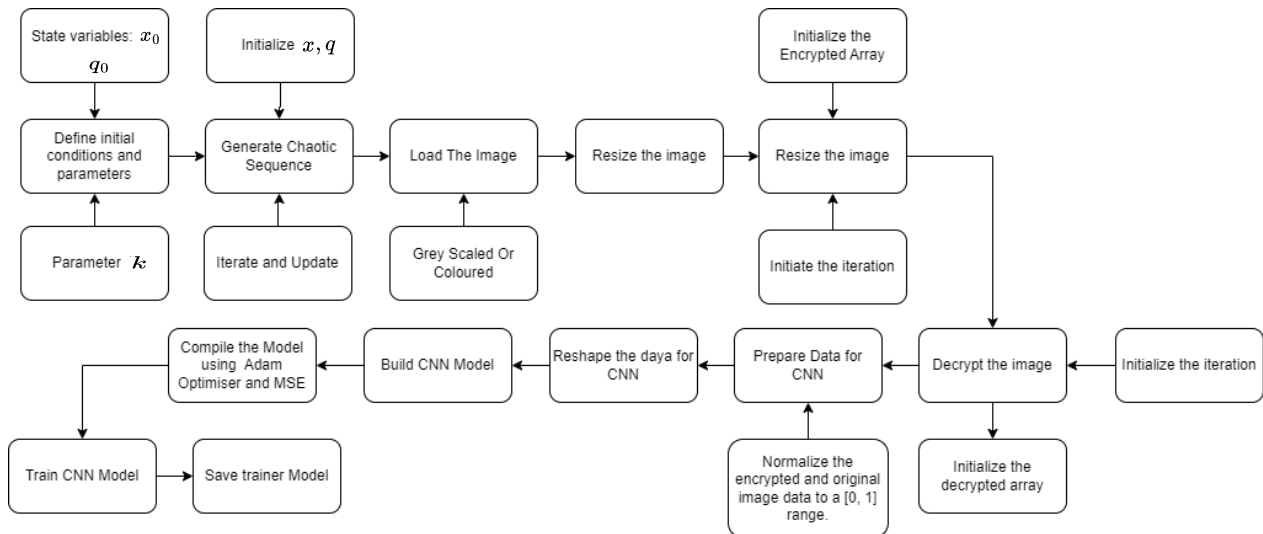 State variables: x₀
q₀
Initialize x, q
Initialize the
Encrypted Array
Define initial
conditions and
parameters
Generate Chaotic
Sequence
Load The Image
Resize the image
Resize the image
Parameter k
Iterate and Update
Grey Scaled Or
Coloured
Initiate the iteration
Compile the Model
using Adam
Optimiser and MSE
Build CNN Model
Reshape the daya for
CNN
Prepare Data for
CNN
Decrypt the image
Initialize the iteration
Train CNN Model
Save trainer Model
Normalize the
encrypted and original
image data to a [0, 1]
range.
Initialize the
decrypted array